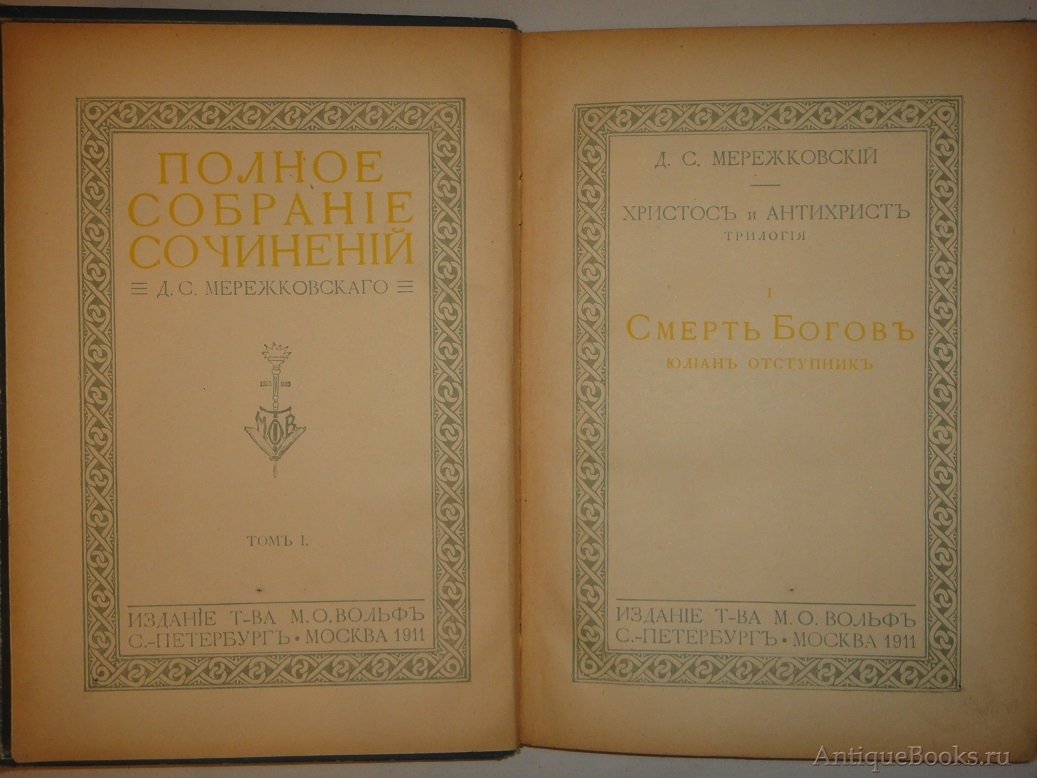 ПОЛНОЕ
СОБРАНІЕ
СОЧИНЕНІЙ
Д. С. МЕРЕЖКОВСКАГО
М О В
ТОМЪ I.
ИЗДАНІЕ Т-ВА М. О. ВОЛЬФЪ
С.-ПЕТЕРБУРГЪ • МОСКВА 1911
Д. С. МЕРЕЖКОВСКІЙ
ХРИСТОСЪ и АНТИХРИСТЪ
ТРИЛОГІЯ
I
СМЕРТЬ БОГОВЪ
ЮЛІАНЪ ОТСТУПНИКЪ
ИЗДАНІЕ Т-ВА М. О. ВОЛЬФЪ
С.-ПЕТЕРБУРГЪ • МОСКВА 1911
AntiqueBooks.ru